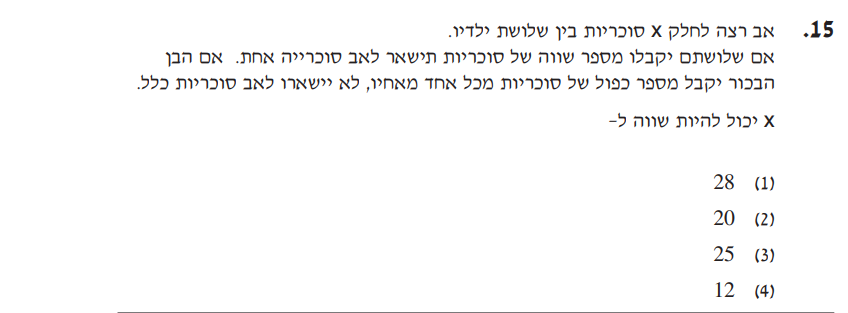 15. אב רצה לחלק x סוכריות בין שלושת ילדיו.
אם שלושתם יקבלו מספר שווה של סוכריות תישאר לאב סוכרייה אחת. אם הבן
הבכור יקבל מספר כפול של סוכריות מכל אחד מאחיו, לא יישארו לאב סוכריות כלל.
x יכול להיות שווה ל-
(1) 28
(2) 20
(3) 25
(4) 12